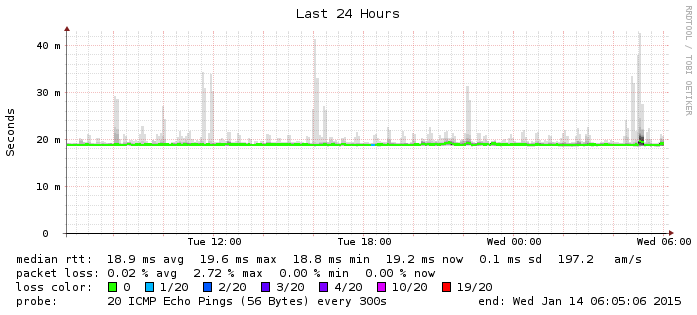 Last 24 Hours
RRDTOOL / TOBI OETIKER
Seconds
40 m
30 m
20 m
10 m
0
Tue 12:00 Tue 18:00 Wed 00:00 Wed 06:00
median rtt: 18.9 ms avg 19.6 ms max 18.8 ms min 19.2 ms now 0.1 ms sd 197.2 am/s
packet loss: 0.02 % avg 2.72 % max 0.00 % min 0.00 % now
loss color: 0 1/20 2/20 3/20 4/20 10/20 19/20
probe: 20 ICMP Echo Pings (56 Bytes) every 300s end: Wed Jan 14 06:05:06 2015